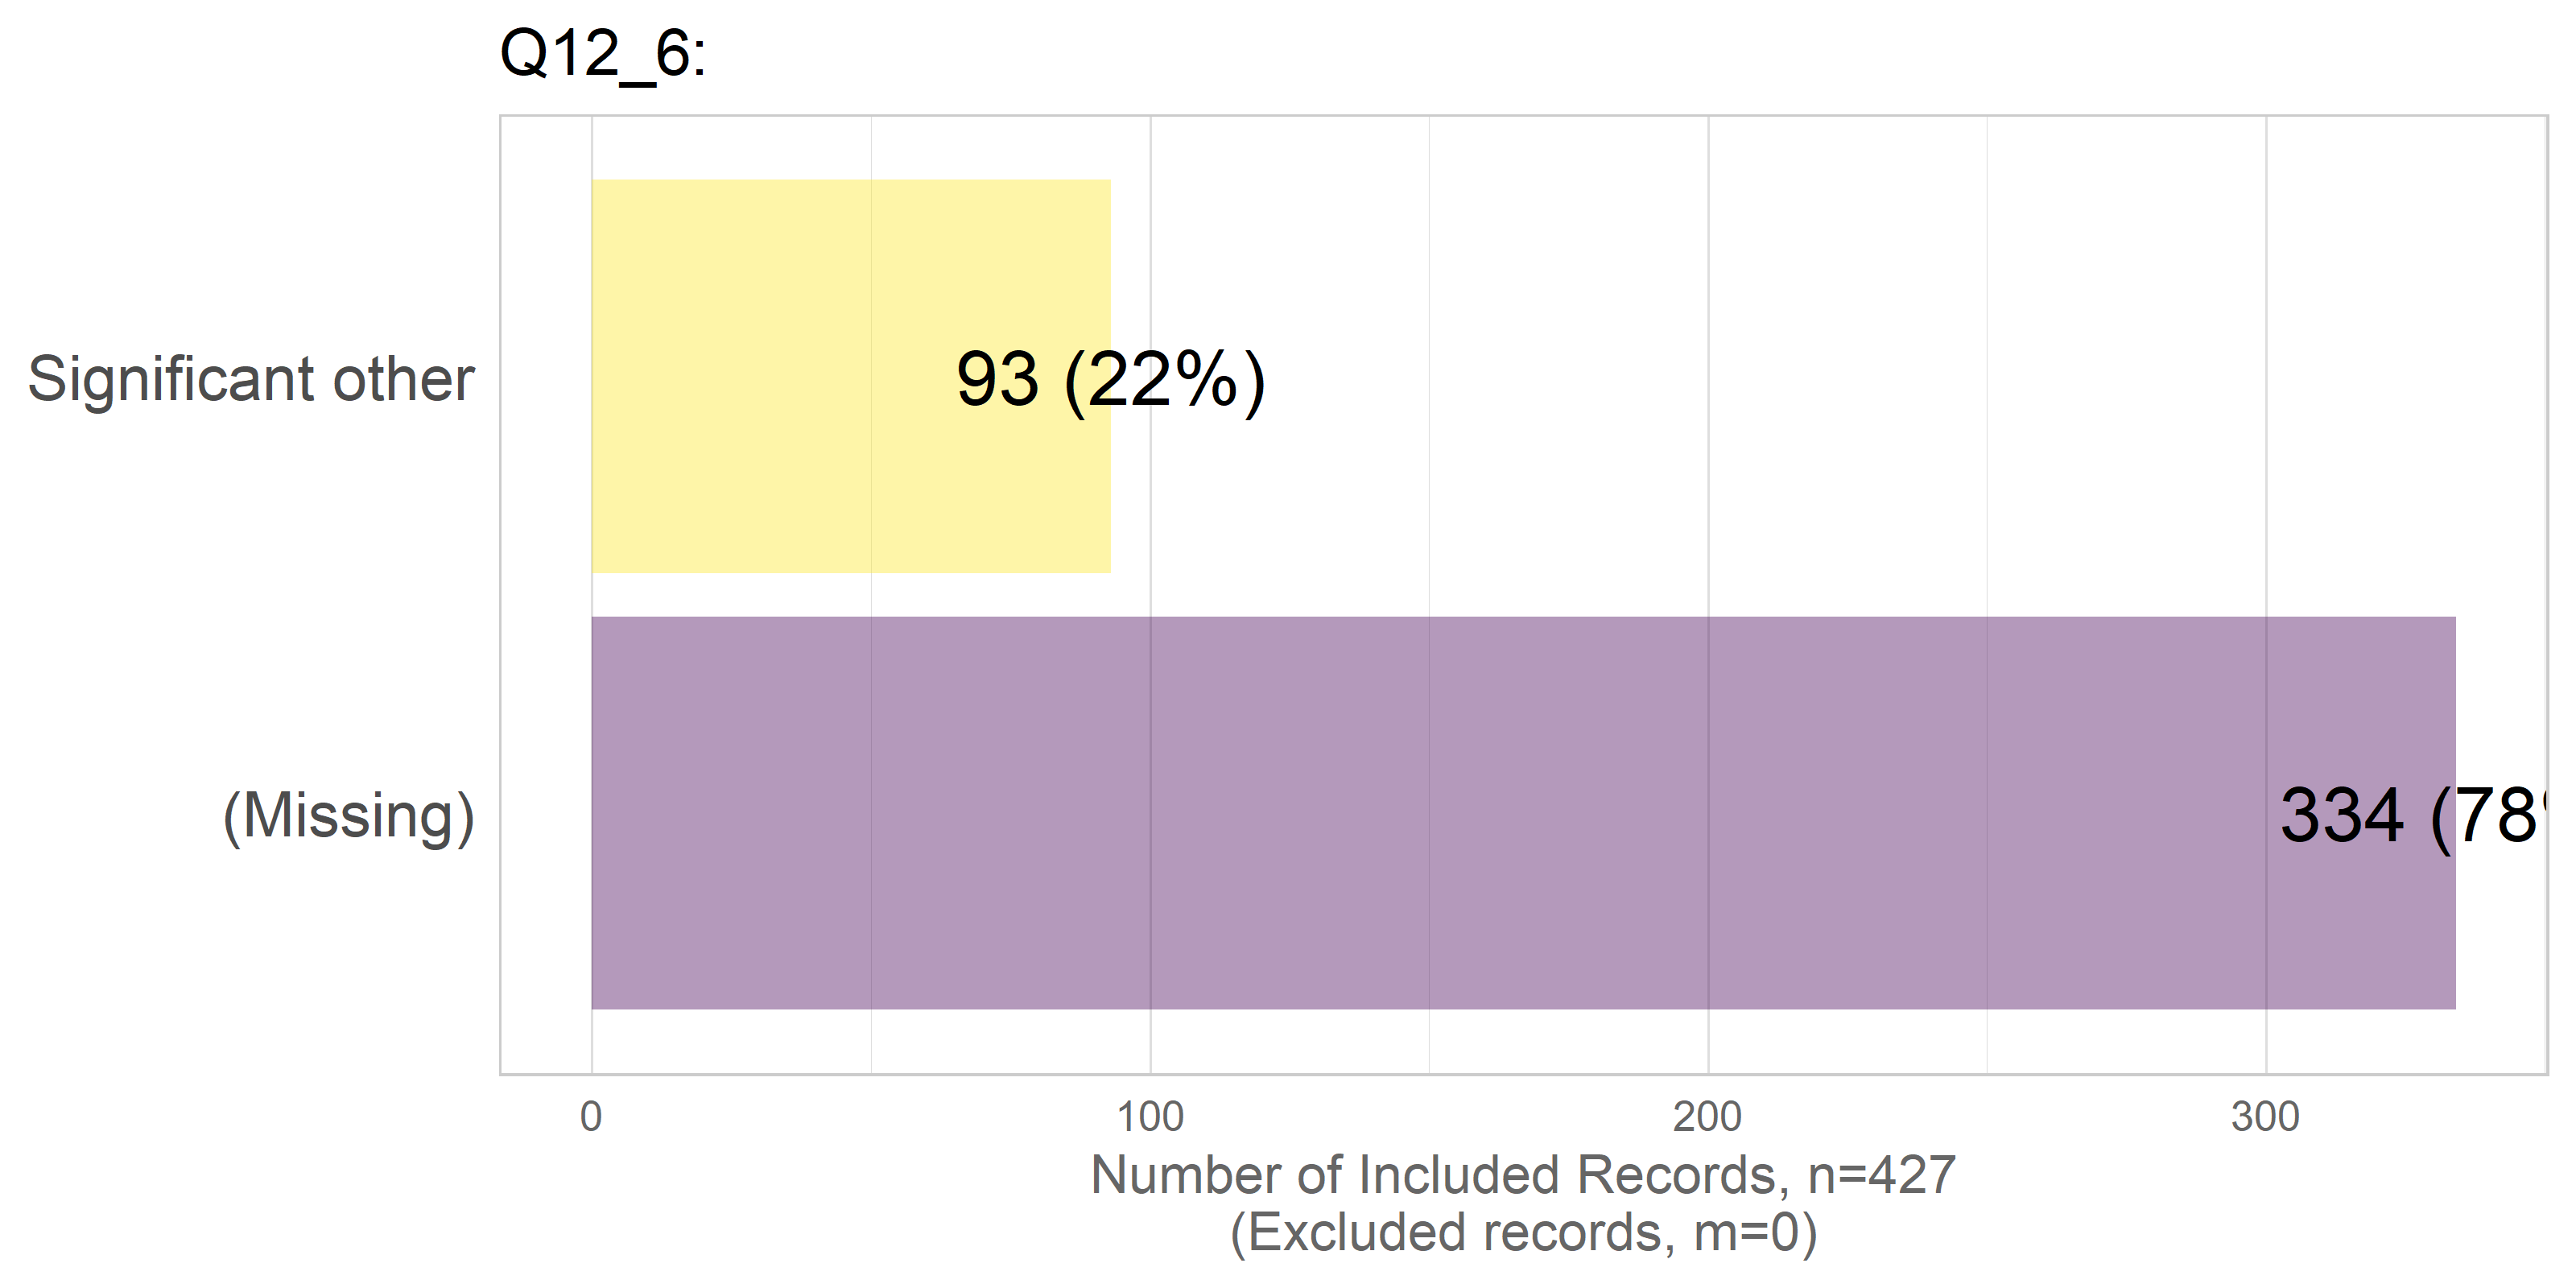 Q12_6:
Significant other
93 (22%)
(Missing)
334 (78
0 100 200 300
Number of Included Records, n=427
(Excluded records, m=0)